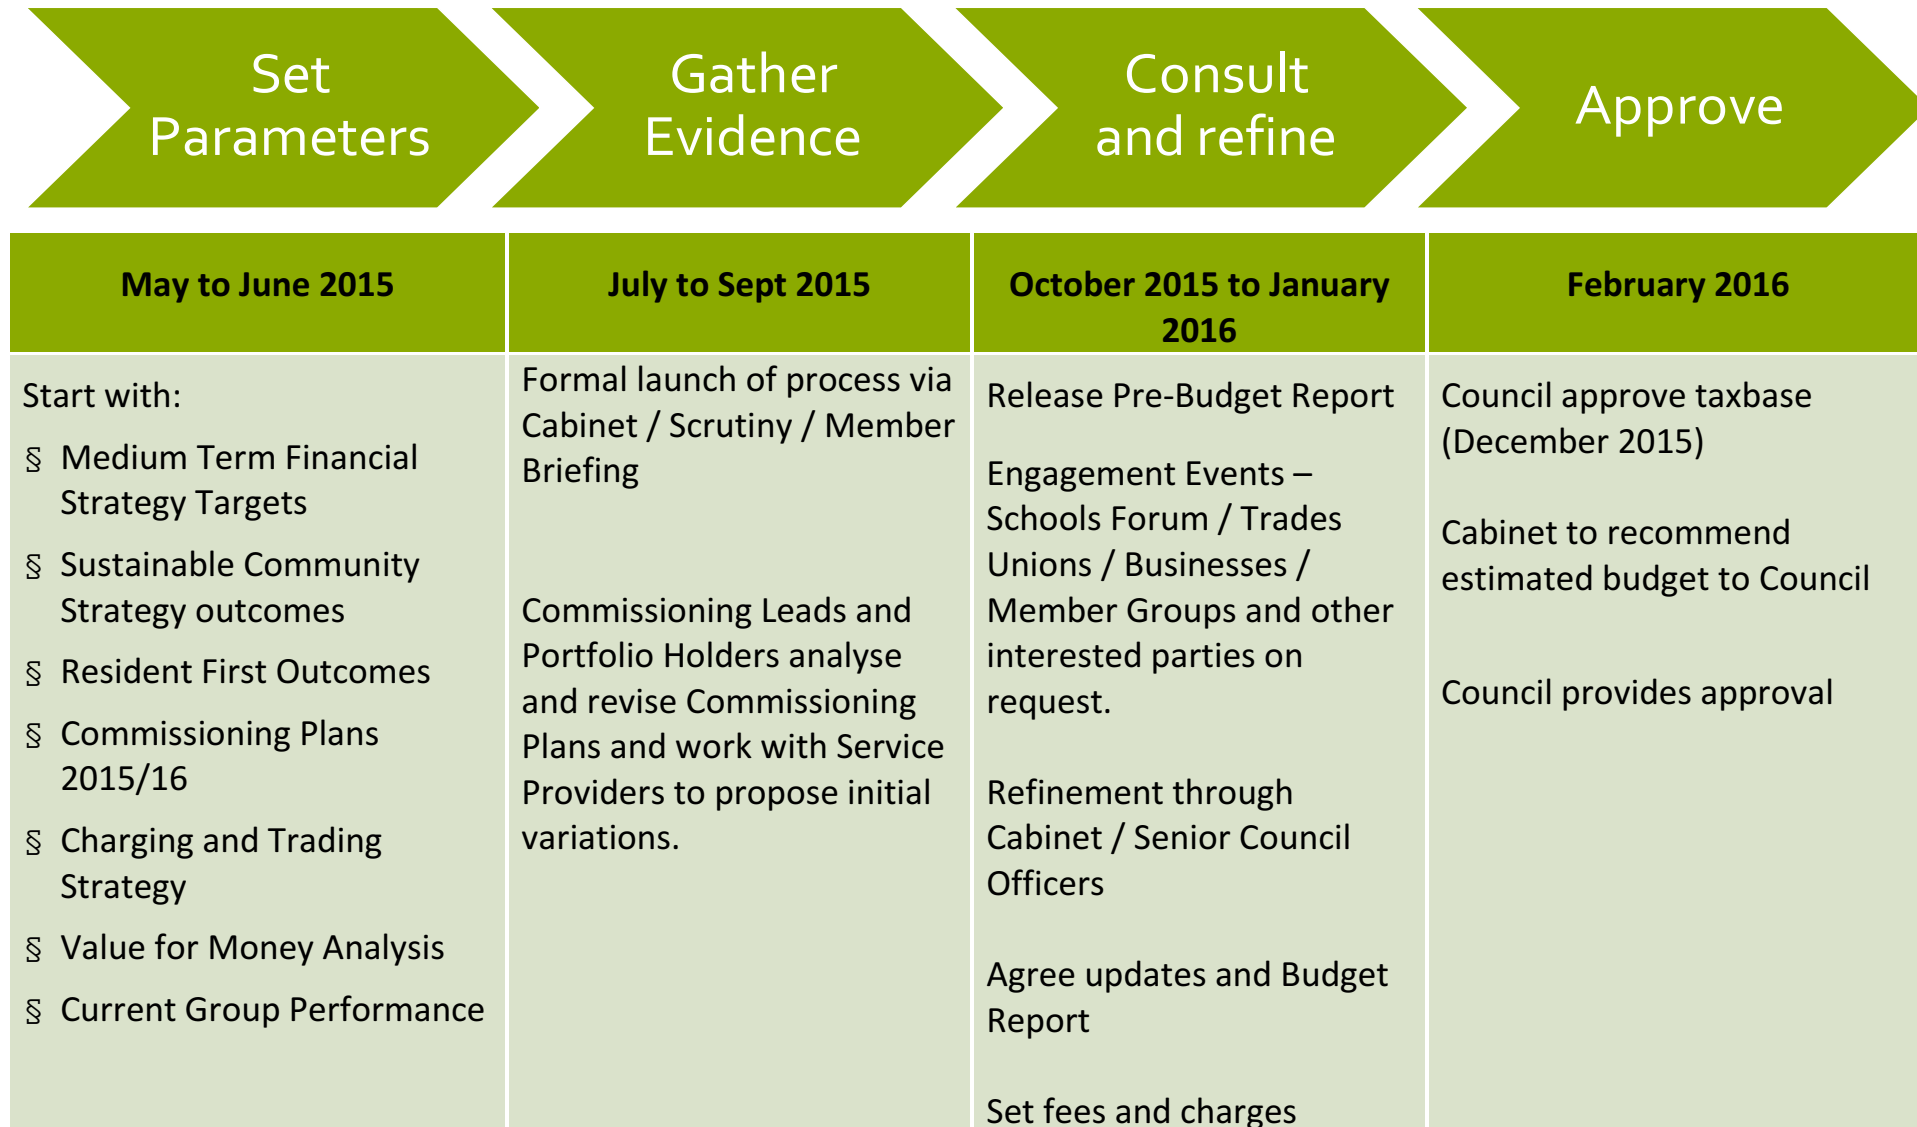 Set
Parameters
Gather
Evidence
Consult
and refine
Approve
May to June 2015
July to Sept 2015
October 2015 to January
2016
February 2016
Start with:
§ Medium Term Financial
Strategy Targets
§ Sustainable Community
Strategy outcomes
§ Resident First Outcomes
§ Commissioning Plans
2015/16
§ Charging and Trading
Strategy
§ Value for Money Analysis
§ Current Group Performance
Formal launch of process via
Cabinet / Scrutiny / Member
Briefing
Commissioning Leads and
Portfolio Holders analyse
and revise Commissioning
Plans and work with Service
Providers to propose initial
variations.
Release Pre-Budget Report
Engagement Events –
Schools Forum / Trades
Unions / Businesses /
Member Groups and other
interested parties on
request.
Refinement through
Cabinet / Senior Council
Officers
Agree updates and Budget
Report
Set fees and charges
Council approve taxbase
(December 2015)
Cabinet to recommend
estimated budget to Council
Council provides approval